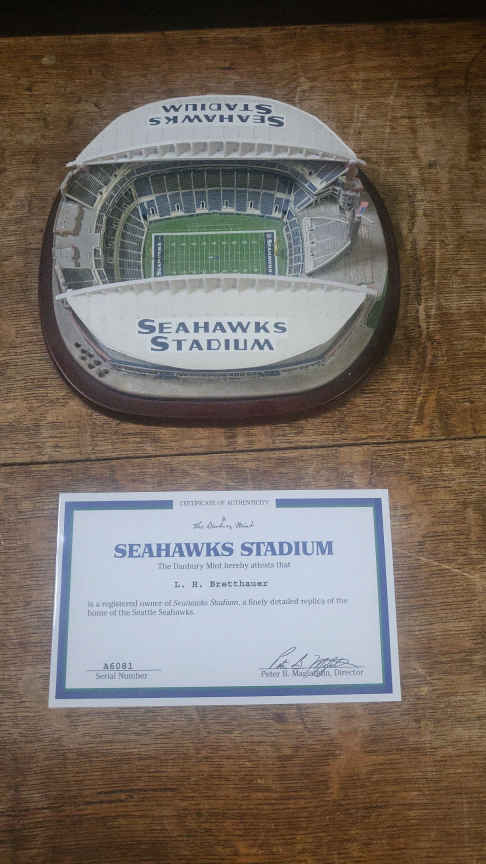 SEAHAWKS
STADIUM
SEAHAWKS
STADIUM
CERTIFICATE OF AUTHENTICITY
The Danbury Mint
SEAHAWKS STADIUM
The Danbury Mint hereby attests that
L. H. Bretthauer
is a registered owner of Seahawks Stadium, a finely detailed replica of the
home of the Seattle Seahawks.
A6081
Serial Number
Peter B. Director